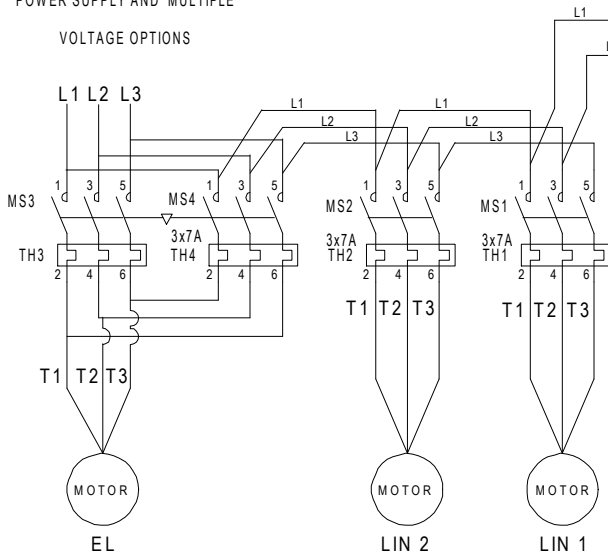 POWER SUPPLY AND MULTIPLE
VOLTAGE OPTIONS
L1
L
L1 L2 L3
L1 L1
L2 L2
L3 L3
1 3 5 1 3 5 1 3 5 1 3 5
MS3 MS4 MS2 MS1
3x7A 3x7A 3x7A
TH3 TH4 TH2 TH1
2 4 6 2 4 6 2 4 6 2 4 6
T1 T2 T3 T1 T2 T3
T1 T2 T3
MOTOR MOTOR MOTOR
EL LIN 2 LIN 1